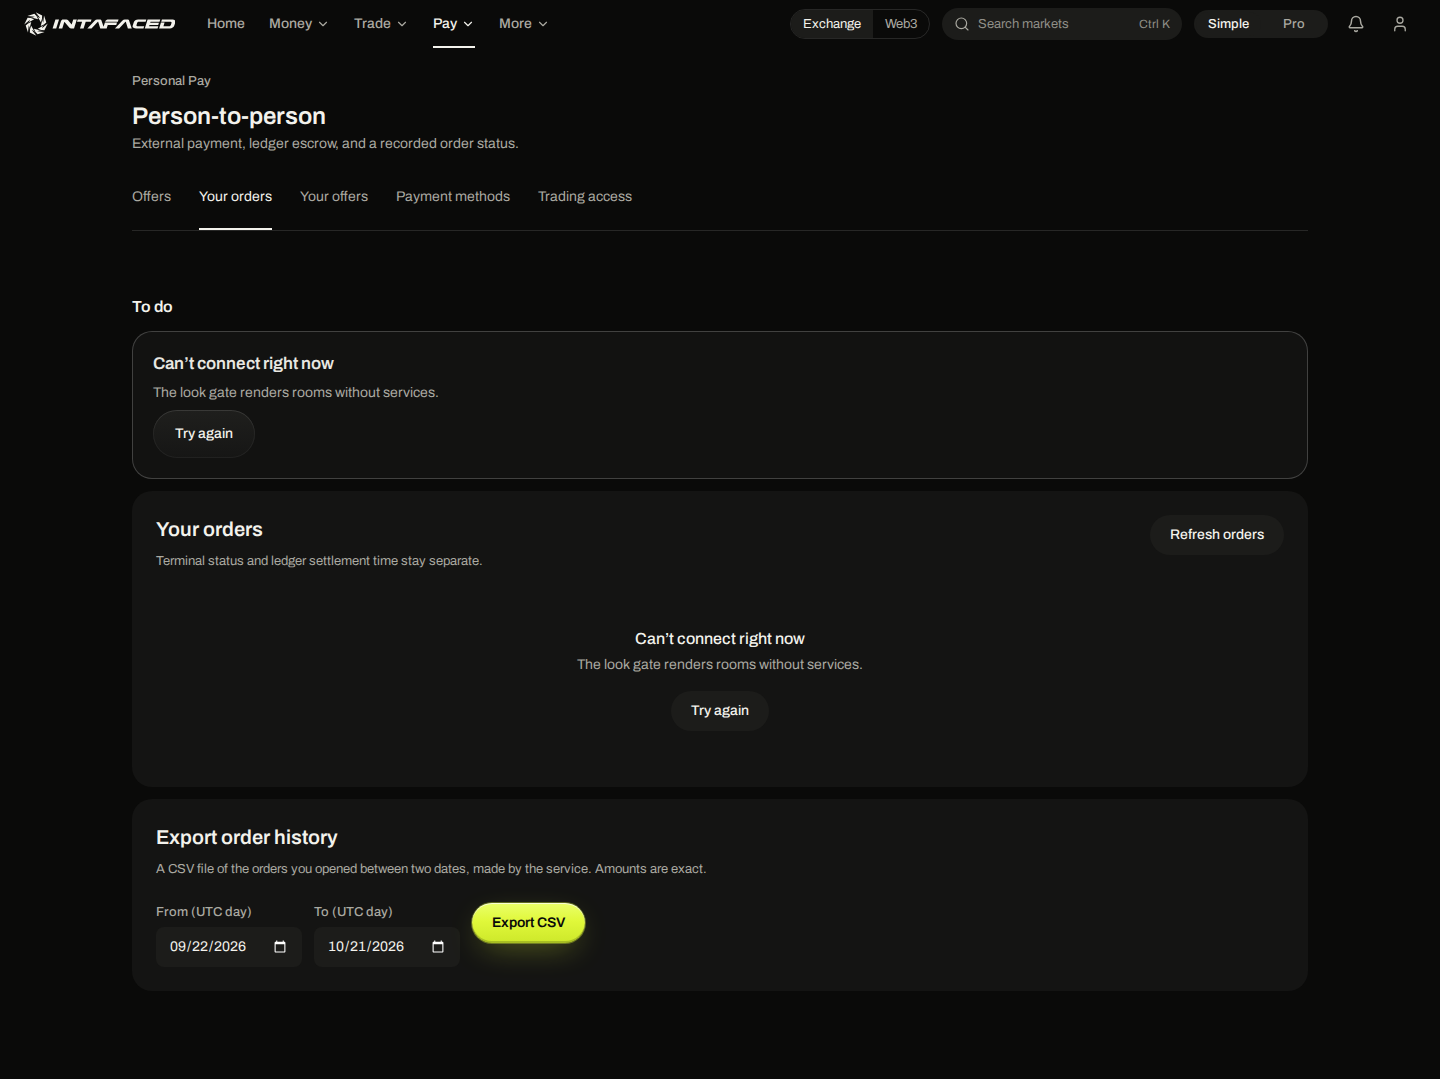 INTAFACED Home Money Trade Pay More Exchange Web3 Search markets Ctrl K Simple Pro
Personal Pay
Person-to-person
External payment, ledger escrow, and a recorded order status.
Offers Your orders Your offers Payment methods Trading access
To do
Can’t connect right now
The look gate renders rooms without services.
Try again
Your orders
Refresh orders
Terminal status and ledger settlement time stay separate.
Can’t connect right now
The look gate renders rooms without services.
Try again
Export order history
A CSV file of the orders you opened between two dates, made by the service. Amounts are exact.
From (UTC day) To (UTC day)
09/22/2026 10/21/2026 Export CSV